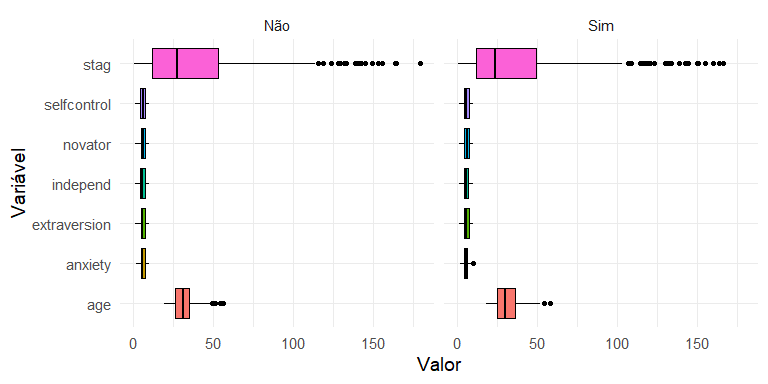 Não Sim
stag
selfcontrol
novator
independ
extraversion
anxiety
age
Variável
0 50 100 150 0 50 100 150
Valor